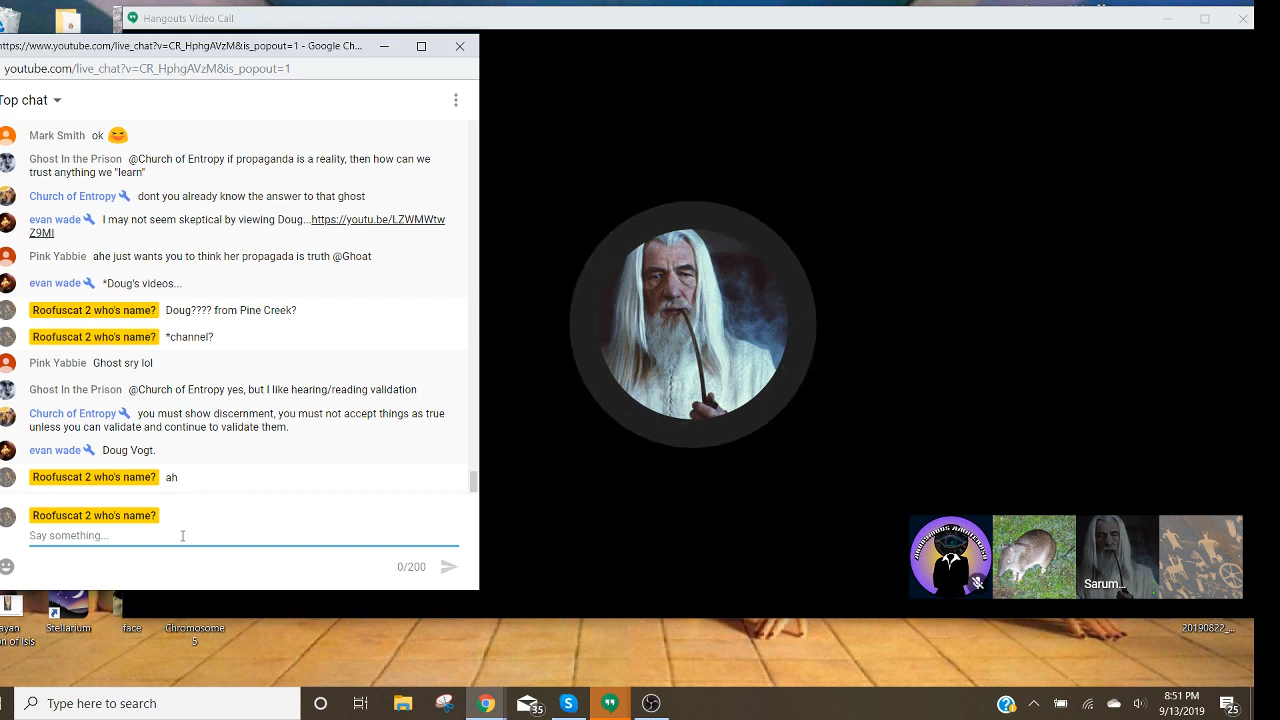 Hangouts Video Call
https://www.youtube.com/live_chat?v=CR_HphgAVzM&is_popout=1 - Google Ch...
youtube.com/live_chat?v=CR_HphgAVzM&is_popout=1
Top chat
Mark Smith ok 😆
Ghost In the Prison @Church of Entropy if propaganda is a reality, then how can we
trust anything we "learn"
Church of Entropy dont you already know the answer to that ghost
evan wade I may not seem skeptical by viewing Doug...https://youtu.be/LZWMWtw
Z9MI
Pink Yabbie ahe just wants you to think her propagada is truth @Ghoat
evan wade *Doug's videos...
Roofuscat 2 who's name? Doug???? from Pine Creek?
Roofuscat 2 who's name? *channel?
Pink Yabbie Ghost sry lol
Ghost In the Prison @Church of Entropy yes, but I like hearing/reading validation
Church of Entropy you must show discernment, you must not accept things as true
unless you can validate and continue to validate them.
evan wade Doug Vogt.
Roofuscat 2 who's name? ah
Roofuscat 2 who's name?
Say something...
0/200
ANONYMOUS
Sarum...
ayan
on of Isis
Stellarium
face
Chromosome
5
20190822_...
Type here to search
35
8:51 PM
9/13/2019
25